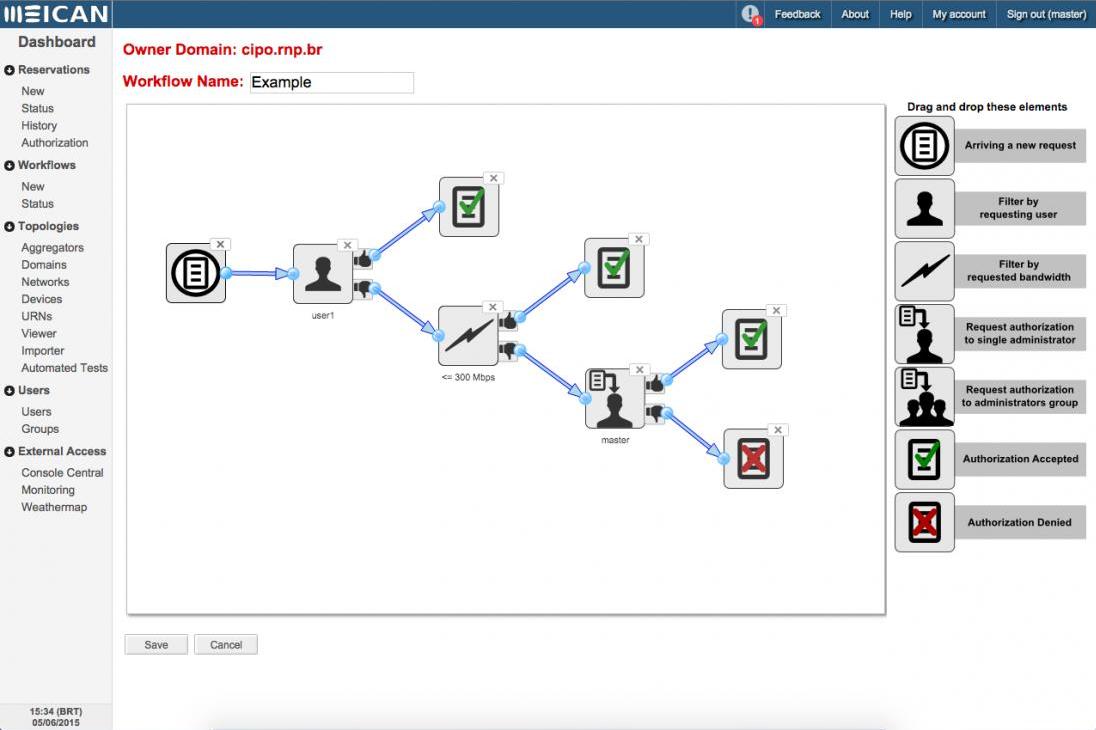 MEICAN
1
Feedback
About
Help
My account
Sign out (master)
Dashboard
Reservations
New
Status
History
Authorization
Workflows
New
Status
Topologies
Aggregators
Domains
Networks
Devices
URNs
Viewer
Importer
Automated Tests
Users
Users
Groups
External Access
Console Central
Monitoring
Weathermap
15:34 (BRT)
05/06/2015
Owner Domain: cipo.rnp.br
Workflow Name: Example
user1
<= 300 Mbps
master
Drag and drop these elements
Arriving a new request
Filter by
requesting user
Filter by
requested bandwidth
Request authorization
to single administrator
Request authorization
to administrators group
Authorization Accepted
Authorization Denied
Save
Cancel